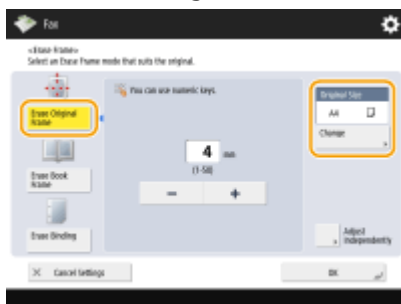 Fax
<Erase Frame>
Select an Erase Frame mode that suits the original.
Erase Original
Frame
You can use numeric keys.
Original Size
A4
Change
4 mm
(1-50)
Erase Book
Frame
− +
Erase Binding
Adjust
Independently
× Cancel Settings
OK